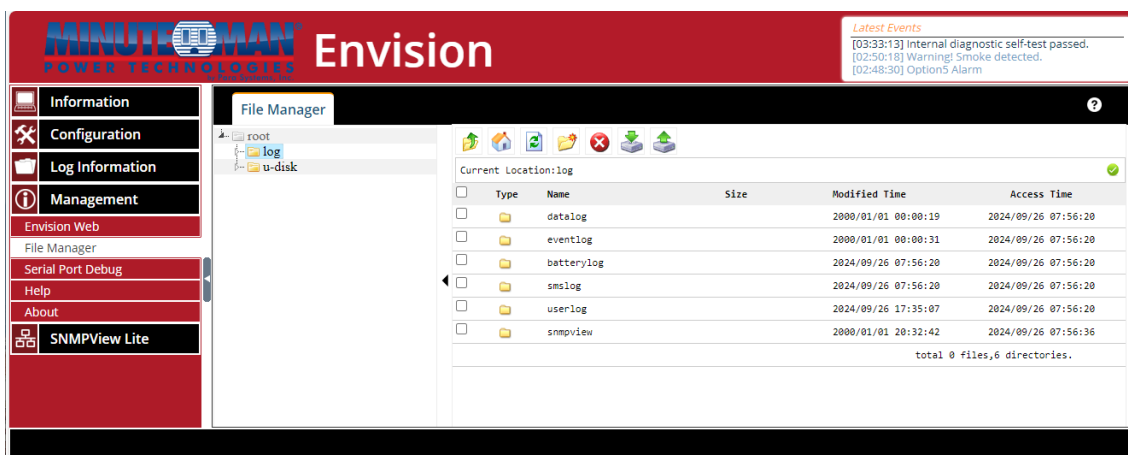 MINUTEMAN
POWER TECHNOLOGIES
by Para Systems, Inc.
Envision
Latest Events
[03:33:13] Internal diagnostic self-test passed.
[02:50:18] Warning! Smoke detected.
[02:48:30] Option5 Alarm
Information
Configuration
Log Information
Management
Envision Web
File Manager
Serial Port Debug
Help
About
SNMPView Lite
File Manager
?
root
log
u-disk
Current Location:log
Type Name Size Modified Time Access Time
datalog 2000/01/01 00:00:19 2024/09/26 07:56:20
eventlog 2000/01/01 00:00:31 2024/09/26 07:56:20
batterylog 2024/09/26 07:56:20 2024/09/26 07:56:20
smslog 2024/09/26 07:56:20 2024/09/26 07:56:20
userlog 2024/09/26 17:35:07 2024/09/26 07:56:20
snmpview 2000/01/01 20:32:42 2024/09/26 07:56:36
total 0 files,6 directories.